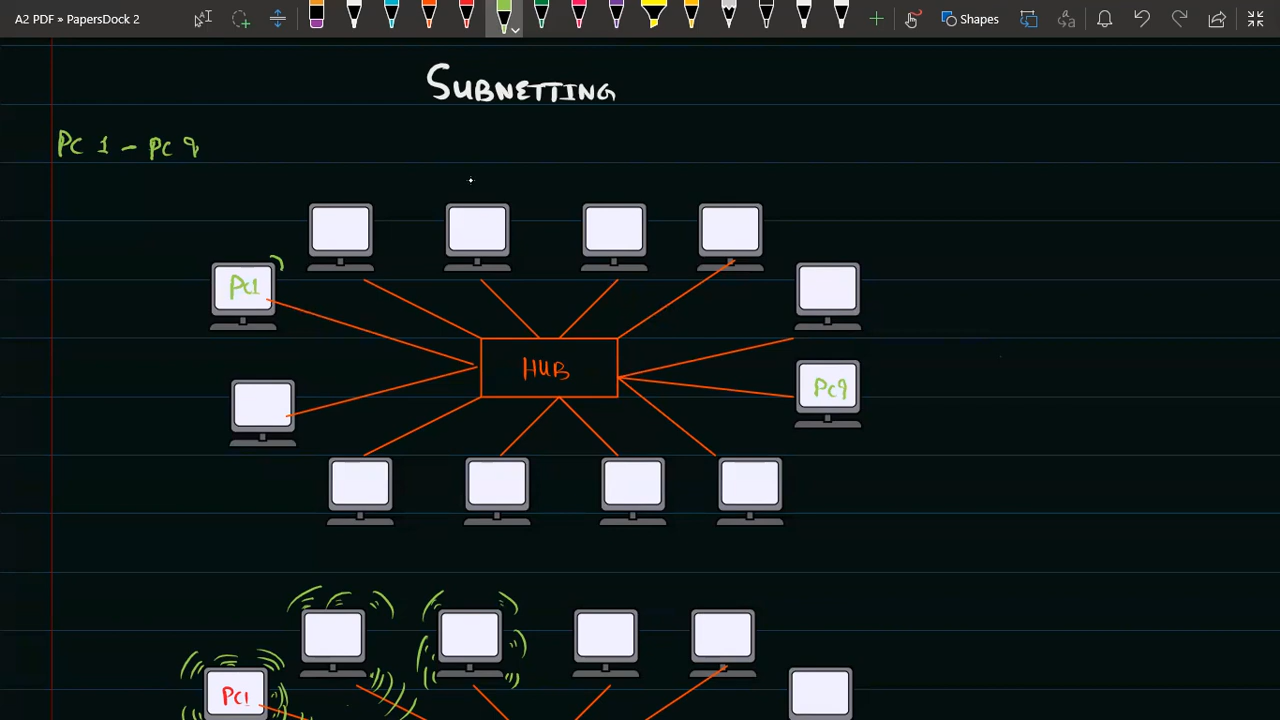 A2 PDF » PapersDock 2
Shapes
SUBNETTING
PC 1 - PC 9
PC1
HUB
PC9
PC1